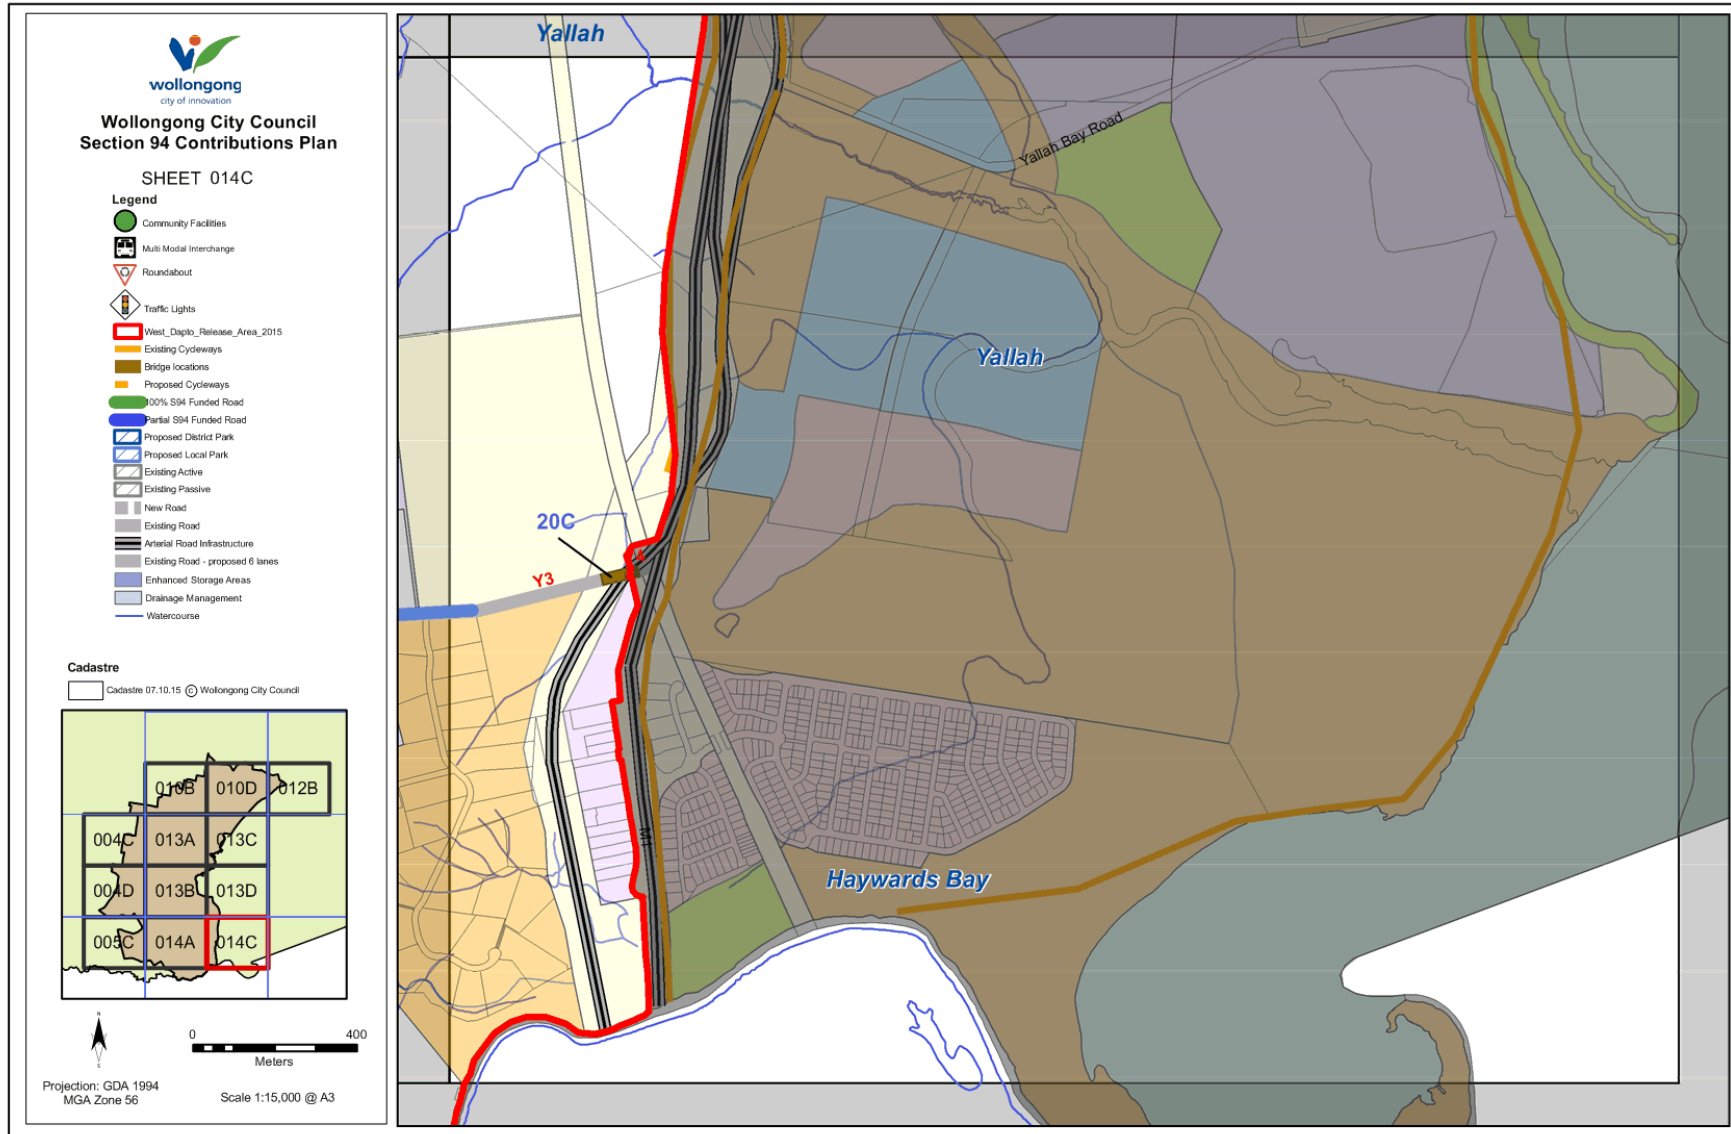 wollongong
city of innovation
Wollongong City Council
Section 94 Contributions Plan
SHEET 014C
Legend
Community Facilities
Multi Modal Interchange
Roundabout
Traffic Lights
West_Dapto_Release_Area_2015
Existing Cycleways
Bridge locations
Proposed Cycleways
100% S94 Funded Road
Partial S94 Funded Road
Proposed District Park
Proposed Local Park
Existing Active
Existing Passive
New Road
Existing Road
Arterial Road Infrastructure
Existing Road - proposed 6 lanes
Enhanced Storage Areas
Drainage Management
Watercourse
Cadastre
Cadastre 07.10.15 © Wollongong City Council
010B 010D 012B
004C 013A 013C
004D 013B 013D
005C 014A 014C
N
S
0 400
Meters
Projection: GDA 1994
MGA Zone 56
Scale 1:15,000 @ A3
Yallah
Yallah Bay Road
Yallah
20C
Y3
M1
Haywards Bay